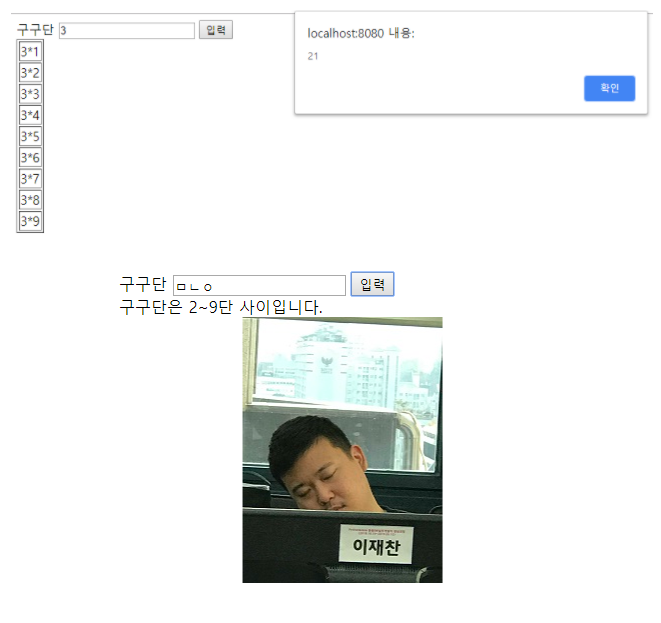 구구단 3 입력
3*1
3*2
3*3
3*4
3*5
3*6
3*7
3*8
3*9
localhost:8080 내용:
21
확인
구구단 ㅁㄴㅇ 입력
구구단은 2~9단 사이입니다.
이재찬